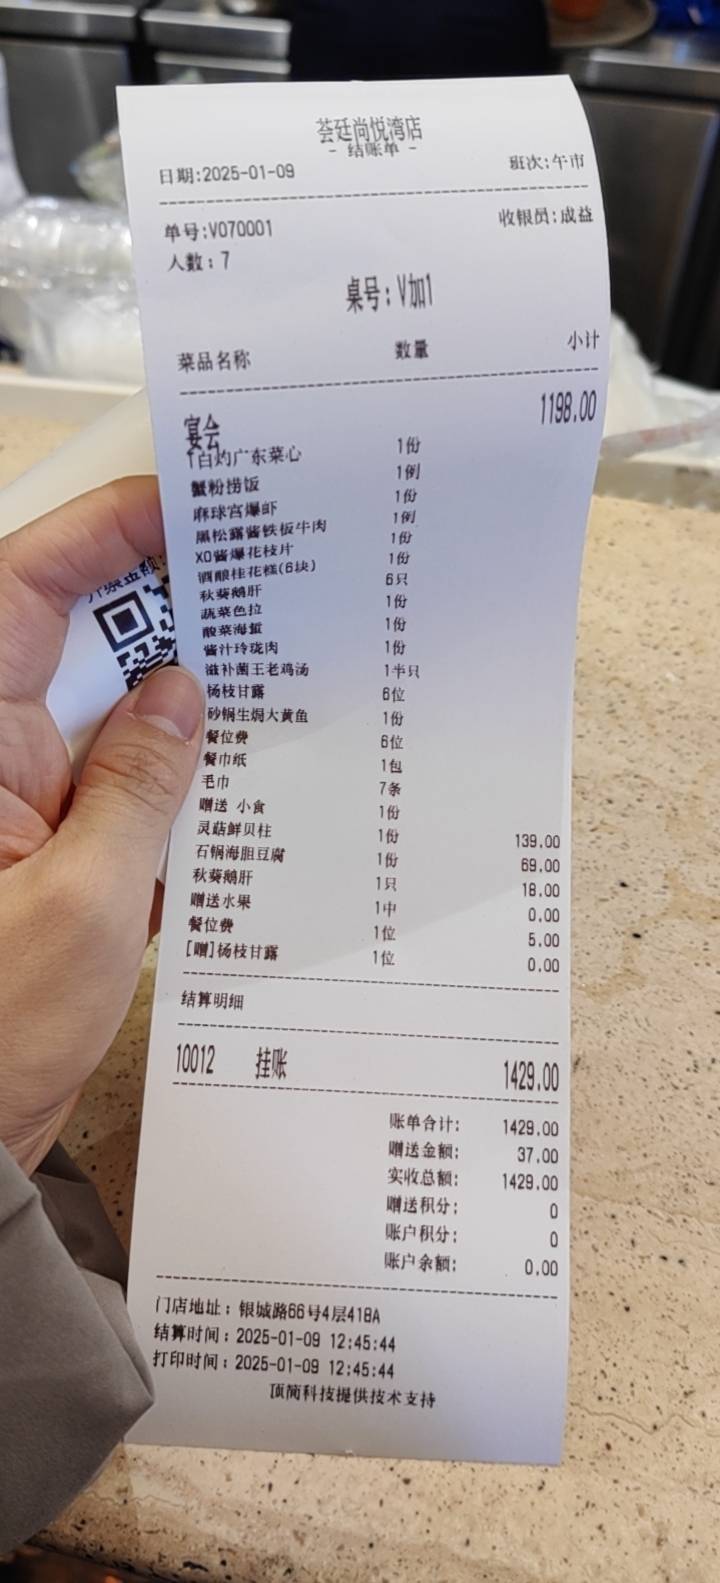 荟廷尚悦湾店
- 结账单 -
日期:2025-01-09 班次:午市
单号:V070001 收银员:成益
人数:7
桌号:V加1
菜品名称 数量 小计
宴会 1198.00
↑白灼广东菜心 1份
蟹粉捞饭 1例
麻球宫爆虾 1份
黑松露酱铁板牛肉 1例
XO酱爆花枝片 1份
酒酿桂花糕(6块) 1份
秋葵鹅肝 6只
蔬菜色拉 1份
酸菜海蜇 1份
酱汁玲珑肉 1份
滋补菌王老鸡汤 1半只
杨枝甘露 6位
砂锅生焗大黄鱼 1份
餐位费 6位
餐巾纸 1包
毛巾 7条
赠送 小食 1份
灵菇鲜贝柱 1份 139.00
石锅海胆豆腐 1份 69.00
秋葵鹅肝 1只 18.00
赠送水果 1中 0.00
餐位费 1位 5.00
[赠]杨枝甘露 1位 0.00
结算明细
10012 挂账 1429.00
账单合计: 1429.00
赠送金额: 37.00
实收总额: 1429.00
赠送积分: 0
账户积分: 0
账户余额: 0.00
门店地址:银城路66号4层418A
结算时间:2025-01-09 12:45:44
打印时间:2025-01-09 12:45:44
顶简科技提供技术支持
开票金额